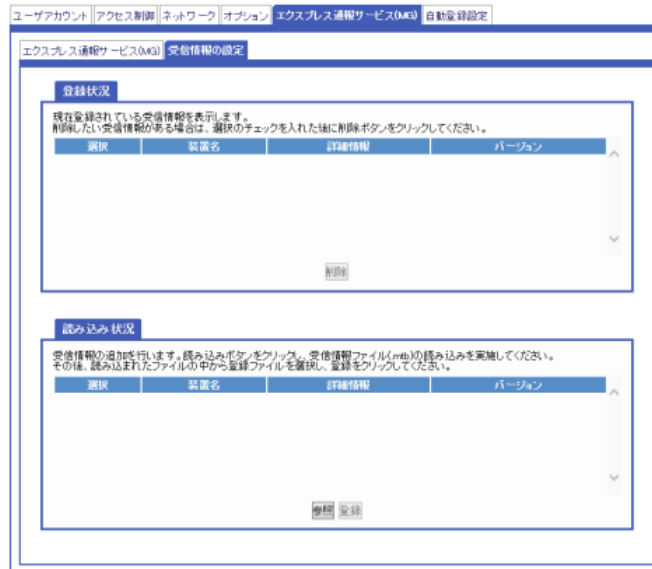 ユーザアカウント アクセス制御 ネットワーク オプション エクスプレス通報サービス(MG) 自動登録設定
エクスプレス通報サービス(MG) 受信情報の設定
登録状況
現在登録されている受信情報を表示します。
削除したい受信情報がある場合は、選択のチェックを入れた後に削除ボタンをクリックしてください。
選択 装置名 詳細情報 バージョン
削除
読み込み状況
受信情報の追加を行います。読み込みボタンをクリックし、受信情報ファイル(mtb)の読み込みを実施してください。
その後、読み込まれたファイルの中から登録ファイルを選択し、登録をクリックしてください。
選択 装置名 詳細情報 バージョン
参照 登録